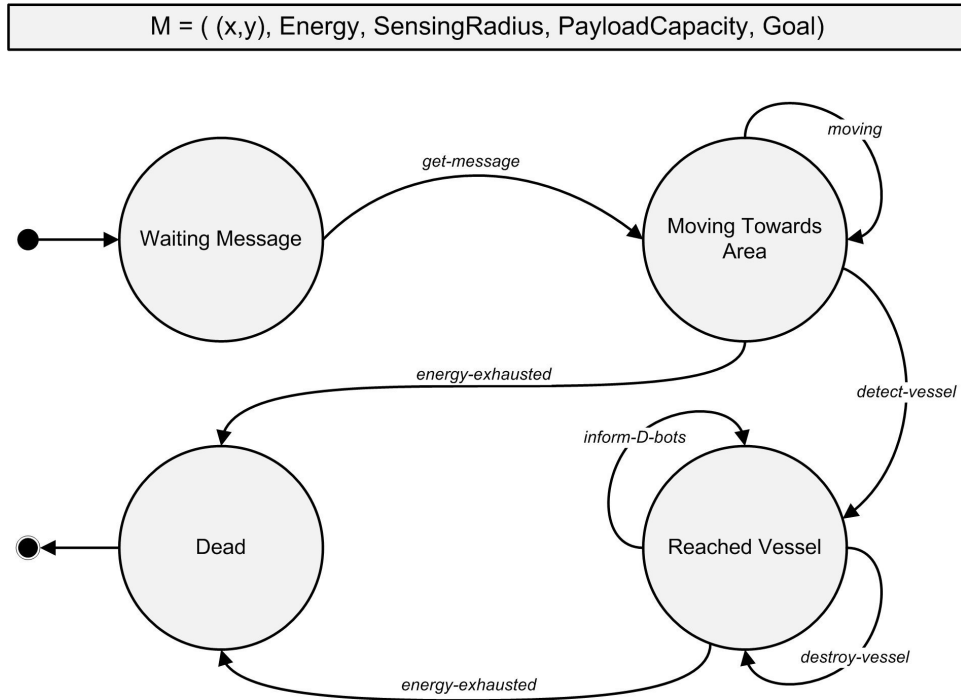 M = ( (x,y), Energy, SensingRadius, PayloadCapacity, Goal)
moving
get-message
Waiting Message
Moving Towards
Area
energy-exhausted
detect-vessel
inform-D-bots
Dead
Reached Vessel
destroy-vessel
energy-exhausted